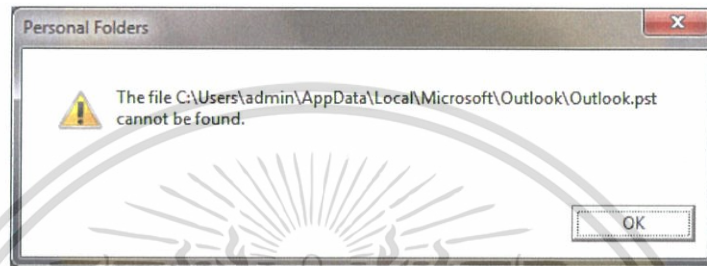 Personal Folders
The file C:\Users\admin\AppData\Local\Microsoft\Outlook\Outlook.pst
cannot be found.
OK